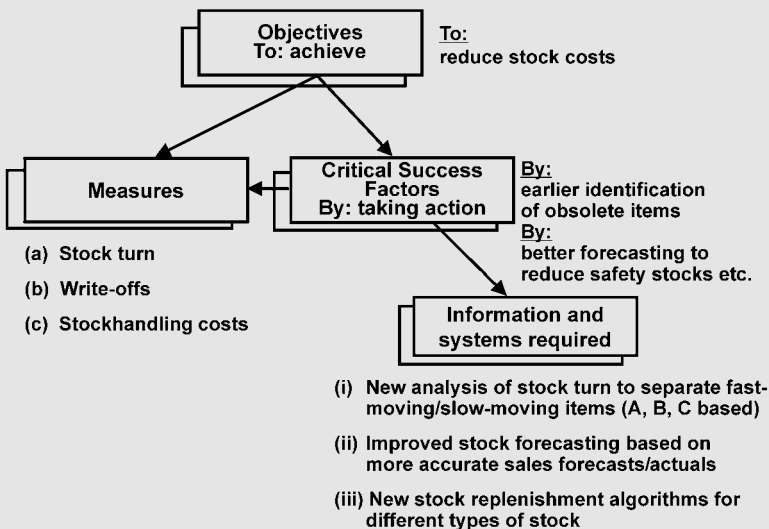 Objectives
To: achieve
To:
reduce stock costs
Measures
Critical Success
Factors
By: taking action
By:
earlier identification
of obsolete items
By:
better forecasting to
reduce safety stocks etc.
(a) Stock turn
(b) Write-offs
(c) Stockhandling costs
Information and
systems required
(i) New analysis of stock turn to separate fast-
moving/slow-moving items (A, B, C based)
(ii) Improved stock forecasting based on
more accurate sales forecasts/actuals
(iii) New stock replenishment algorithms for
different types of stock